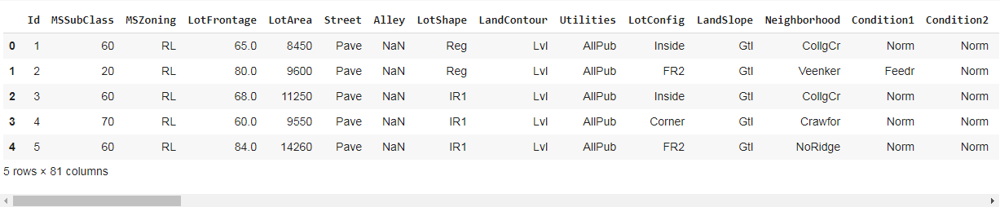 Id MSSubClass MSZoning LotFrontage LotArea Street Alley LotShape LandContour Utilities LotConfig LandSlope Neighborhood Condition1 Condition2
0 1 60 RL 65.0 8450 Pave NaN Reg Lvl AllPub Inside Gtl CollgCr Norm Norm
1 2 20 RL 80.0 9600 Pave NaN Reg Lvl AllPub FR2 Gtl Veenker Feedr Norm
2 3 60 RL 68.0 11250 Pave NaN IR1 Lvl AllPub Inside Gtl CollgCr Norm Norm
3 4 70 RL 60.0 9550 Pave NaN IR1 Lvl AllPub Corner Gtl Crawfor Norm Norm
4 5 60 RL 84.0 14260 Pave NaN IR1 Lvl AllPub FR2 Gtl NoRidge Norm Norm
5 rows × 81 columns